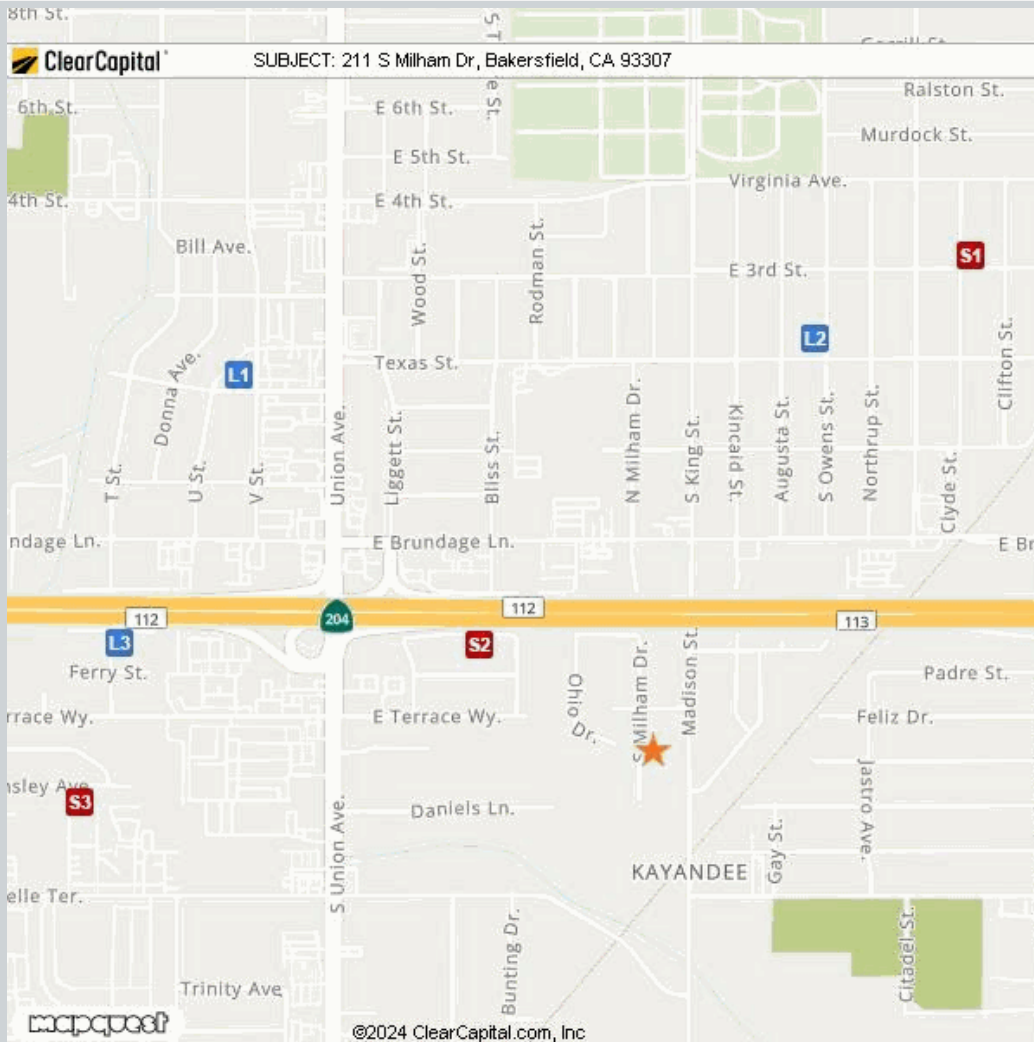 8th St.
S T
Gorrill St.
ClearCapital
SUBJECT: 211 S Milham Dr, Bakersfield, CA 93307
e St.
Ralston St.
6th St.
E 6th St.
Murdock St.
E 5th St.
Virginia Ave.
4th St.
E 4th St.
Bill Ave.
Wood St.
Rodman St.
E 3rd St.
S1
L2
Texas St.
L1
Donna Ave.
Clifton St.
T St.
U St.
V St.
Union Ave.
Liggett St.
Bliss St.
N Milham Dr.
S King St.
Kincaid St.
Augusta St.
S Owens St.
Northrup St.
Clyde St.
ndage Ln.
E Brundage Ln.
E Br
112
204
112
113
L3
S2
Ferry St.
Ohio Dr.
S Milham Dr.
Madison St.
Padre St.
rrace Wy.
E Terrace Wy.
Feliz Dr.
nsley Ave
S3
S Union Ave.
Daniels Ln.
Gay St.
Jastro Ave.
KAYANDEE
elle Ter.
Bunting Dr.
Citadel St.
Trinity Ave
mapquest
©2024 ClearCapital.com, Inc